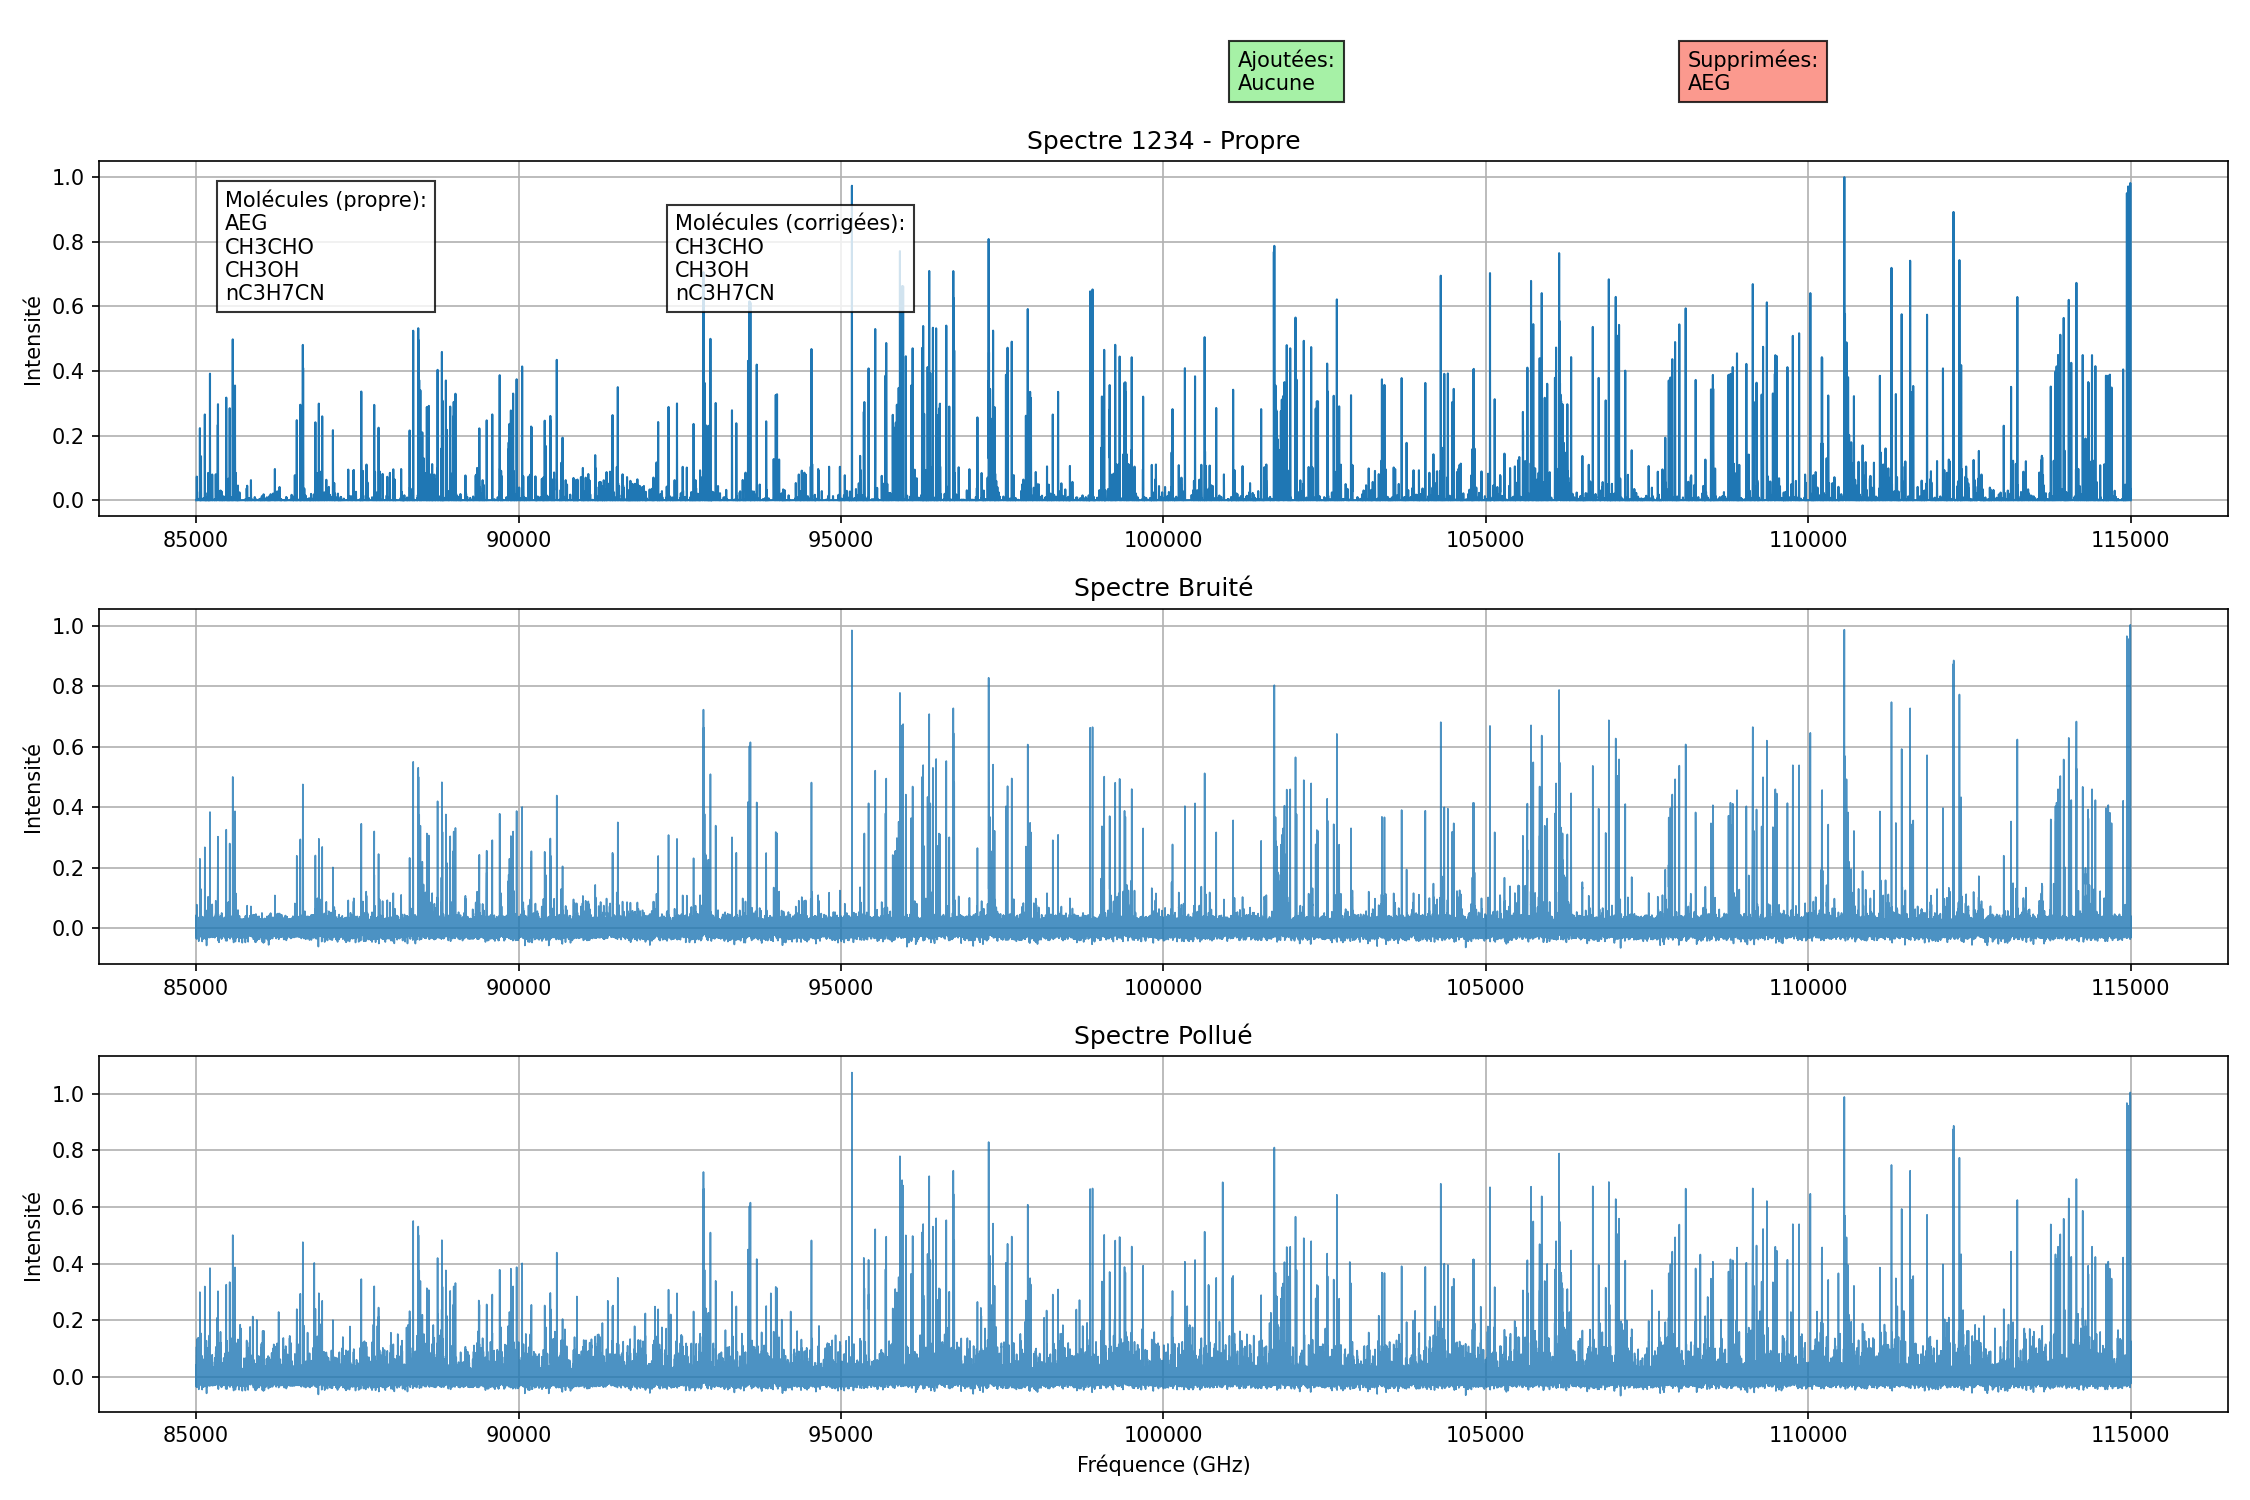 Ajoutées:
Aucune
Supprimées:
AEG
Spectre 1234 - Propre
Molécules (propre):
AEG
CH3CHO
CH3OH
nC3H7CN
Molécules (corrigées):
CH3CHO
CH3OH
nC3H7CN
Intensité
1.0
0.8
0.6
0.4
0.2
0.0
85000 90000 95000 100000 105000 110000 115000
Spectre Bruité
Intensité
1.0
0.8
0.6
0.4
0.2
0.0
85000 90000 95000 100000 105000 110000 115000
Spectre Pollué
Intensité
1.0
0.8
0.6
0.4
0.2
0.0
85000 90000 95000 100000 105000 110000 115000
Fréquence (GHz)